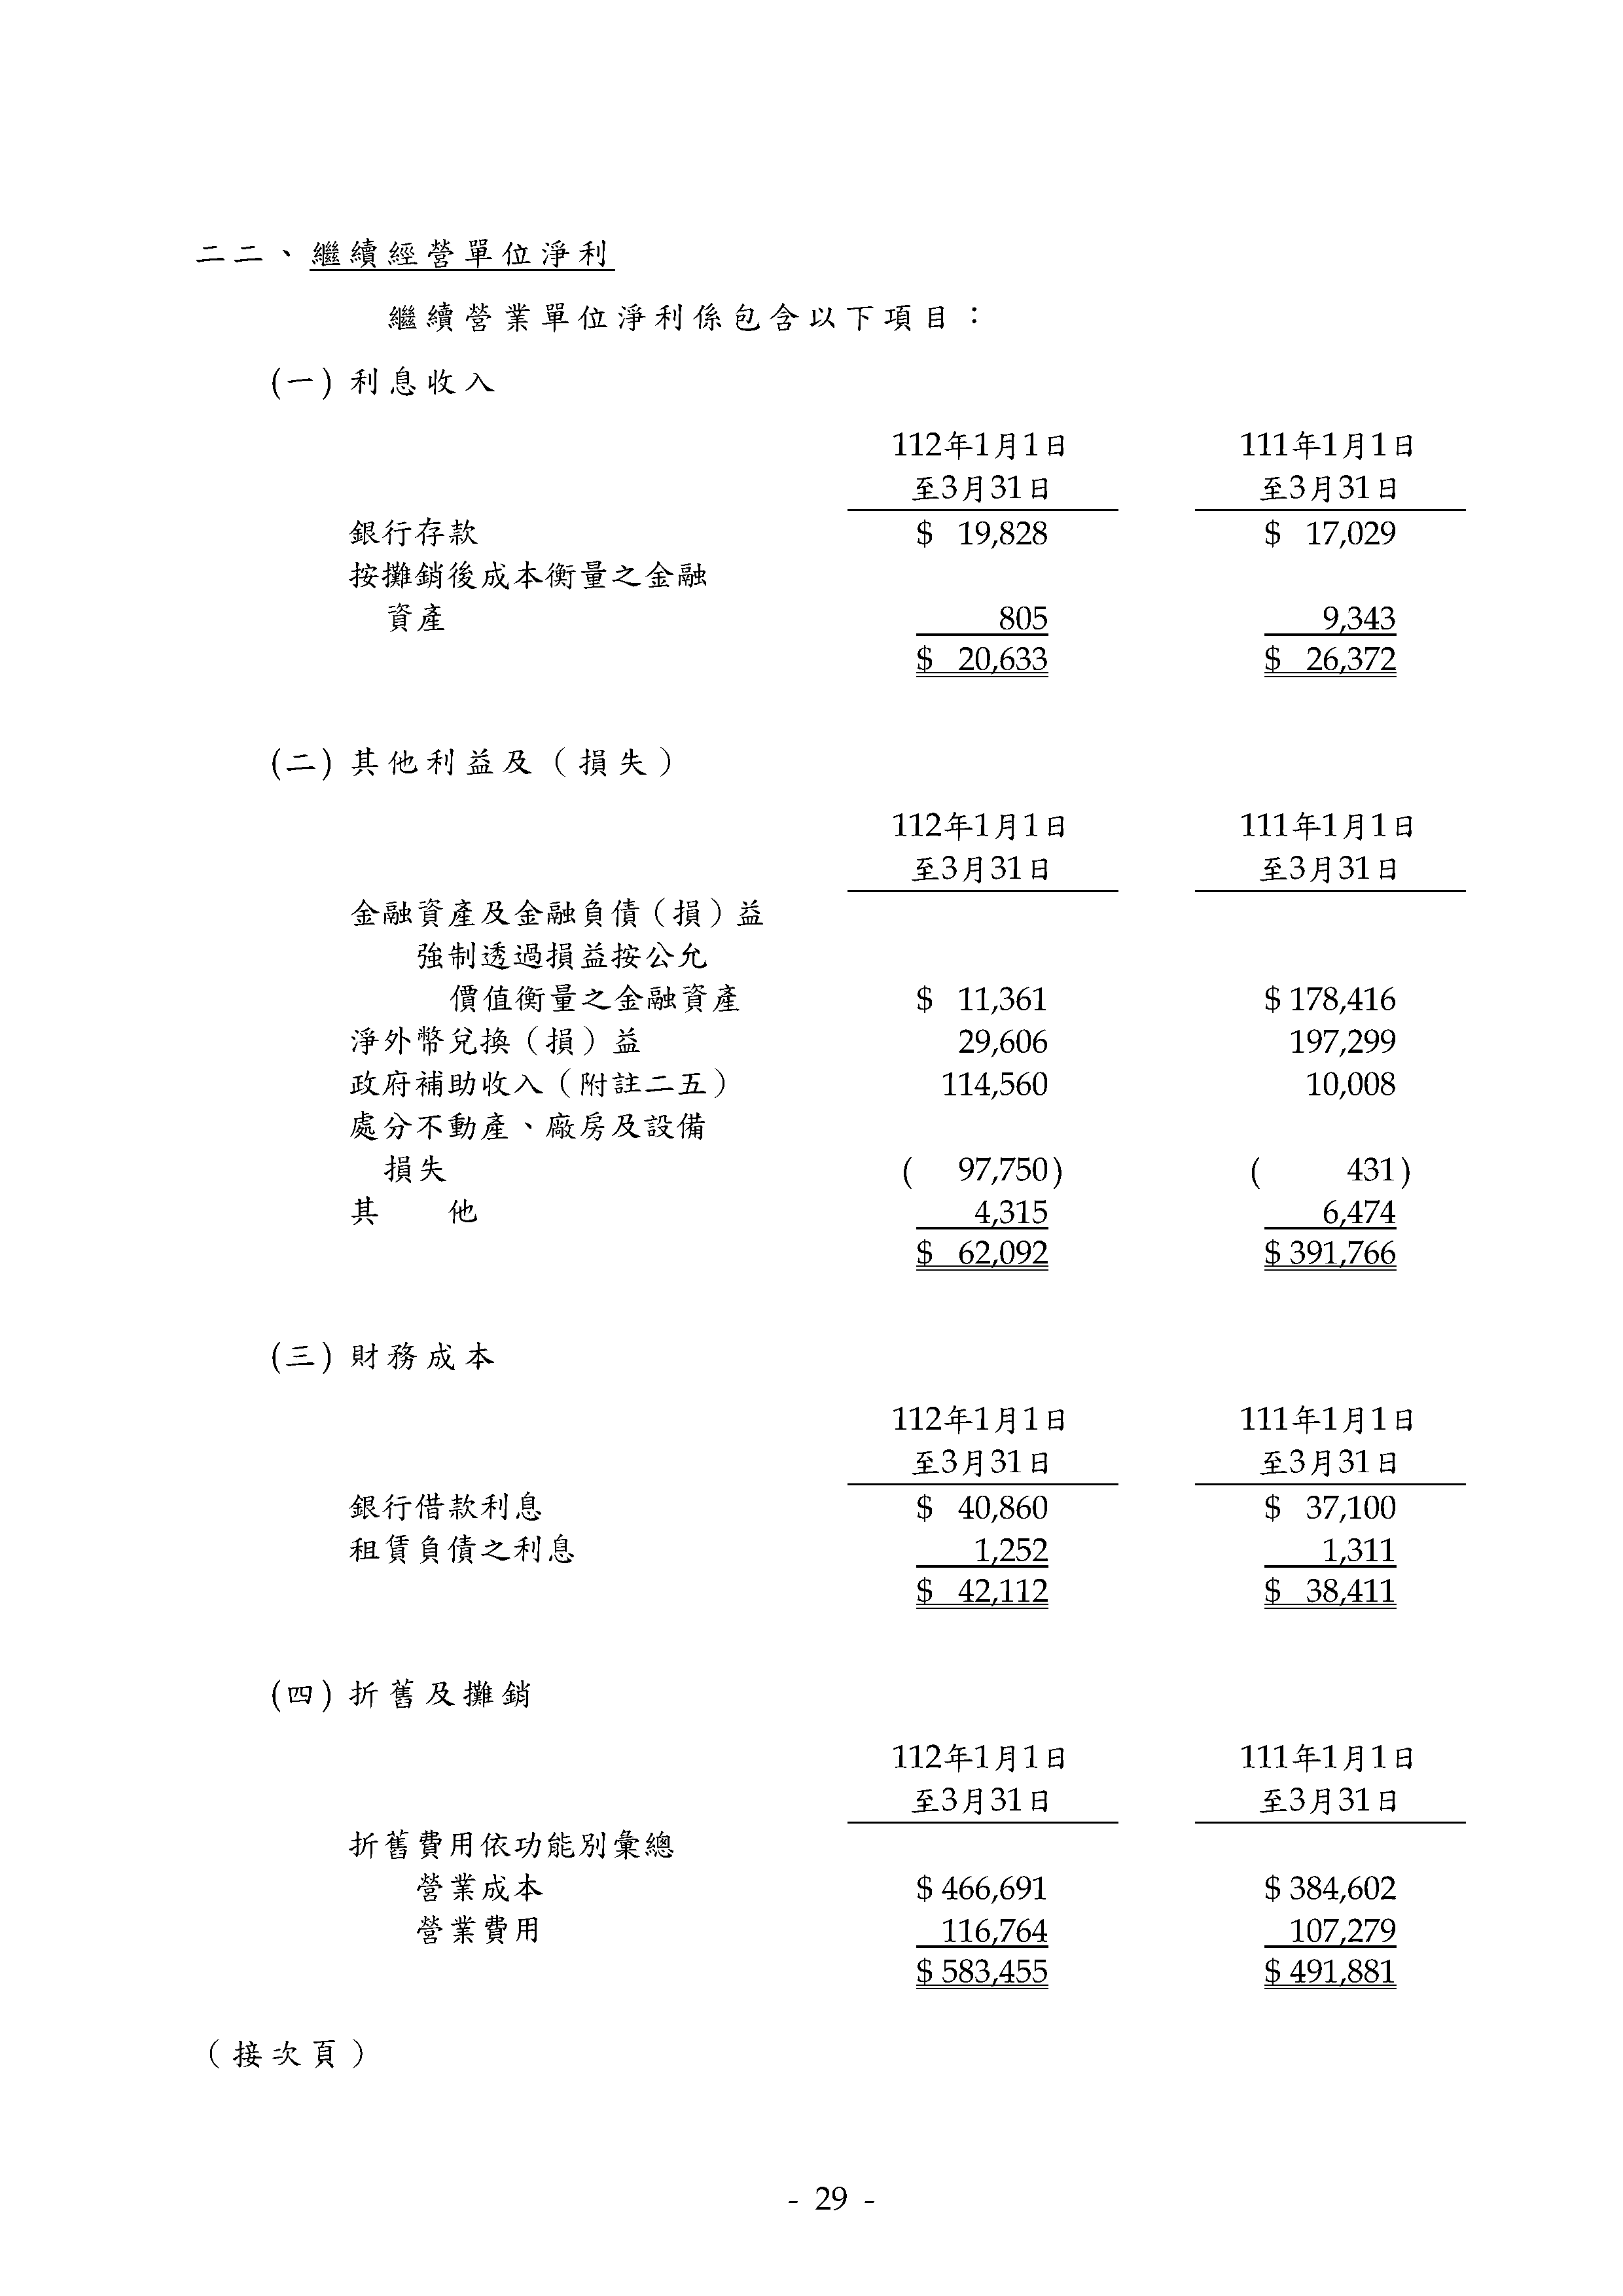 二二、繼續經營單位淨利
繼續營業單位淨利係包含以下項目：
(一) 利息收入
112年1月1日 111年1月1日
至3月31日 至3月31日
銀行存款 $ 19,828 $ 17,029
按攤銷後成本衡量之金融
資產 805 9,343
$ 20,633 $ 26,372
(二) 其他利益及（損失）
112年1月1日 111年1月1日
至3月31日 至3月31日
金融資產及金融負債（損）益
強制透過損益按公允
價值衡量之金融資產 $ 11,361 $ 178,416
淨外幣兌換（損）益 29,606 197,299
政府補助收入（附註二五） 114,560 10,008
處分不動產、廠房及設備
損失 ( 97,750) ( 431)
其 他 4,315 6,474
$ 62,092 $ 391,766
(三) 財務成本
112年1月1日 111年1月1日
至3月31日 至3月31日
銀行借款利息 $ 40,860 $ 37,100
租賃負債之利息 1,252 1,311
$ 42,112 $ 38,411
(四) 折舊及攤銷
112年1月1日 111年1月1日
至3月31日 至3月31日
折舊費用依功能別彙總
營業成本 $ 466,691 $ 384,602
營業費用 116,764 107,279
$ 583,455 $ 491,881
（接次頁）
- 29 -